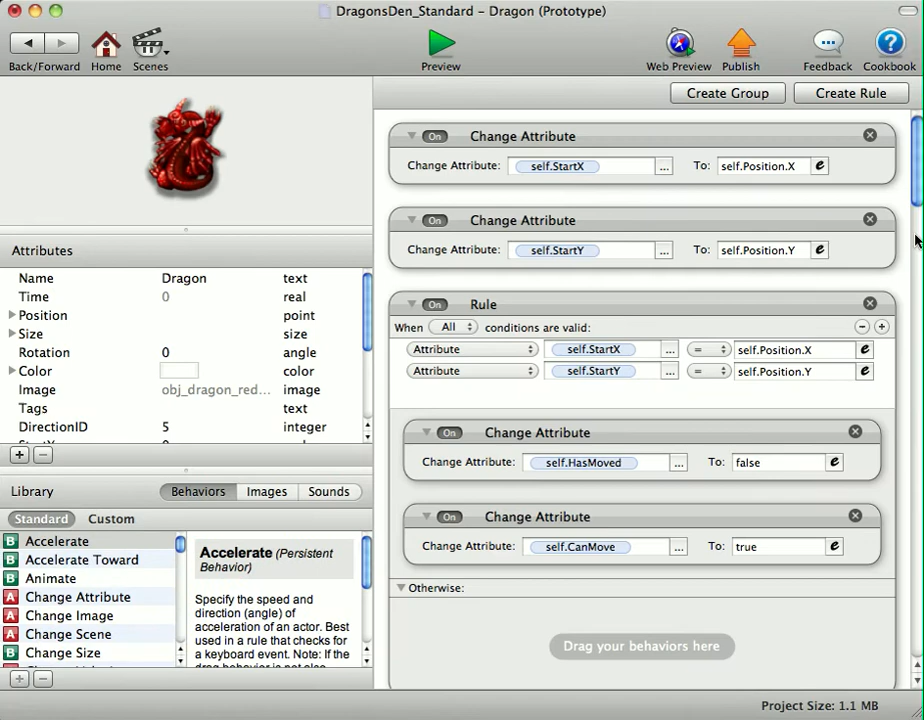 DragonsDen_Standard – Dragon (Prototype)
Back/Forward Home Scenes Preview Web Preview Publish Feedback Cookbook
Create Group Create Rule
On Change Attribute
Change Attribute: self.StartX ... To: self.Position.X e
On Change Attribute
Change Attribute: self.StartY ... To: self.Position.Y e
On Rule
When All conditions are valid:
Attribute self.StartX ... = self.Position.X e
Attribute self.StartY ... = self.Position.Y e
On Change Attribute
Change Attribute: self.HasMoved ... To: false e
On Change Attribute
Change Attribute: self.CanMove ... To: true e
Otherwise:
Drag your behaviors here
Attributes
Name Dragon text
Time 0 real
Position point
Size size
Rotation 0 angle
Color color
Image obj_dragon_red... image
Tags text
DirectionID 5 integer
Library Behaviors Images Sounds
Standard Custom
B Accelerate
B Accelerate Toward
B Animate
A Change Attribute
A Change Image
A Change Scene
B Change Size
Accelerate (Persistent
Behavior)
Specify the speed and
direction (angle) of
acceleration of an actor. Best
used in a rule that checks for
a keyboard event. Note: If the
Project Size: 1.1 MB